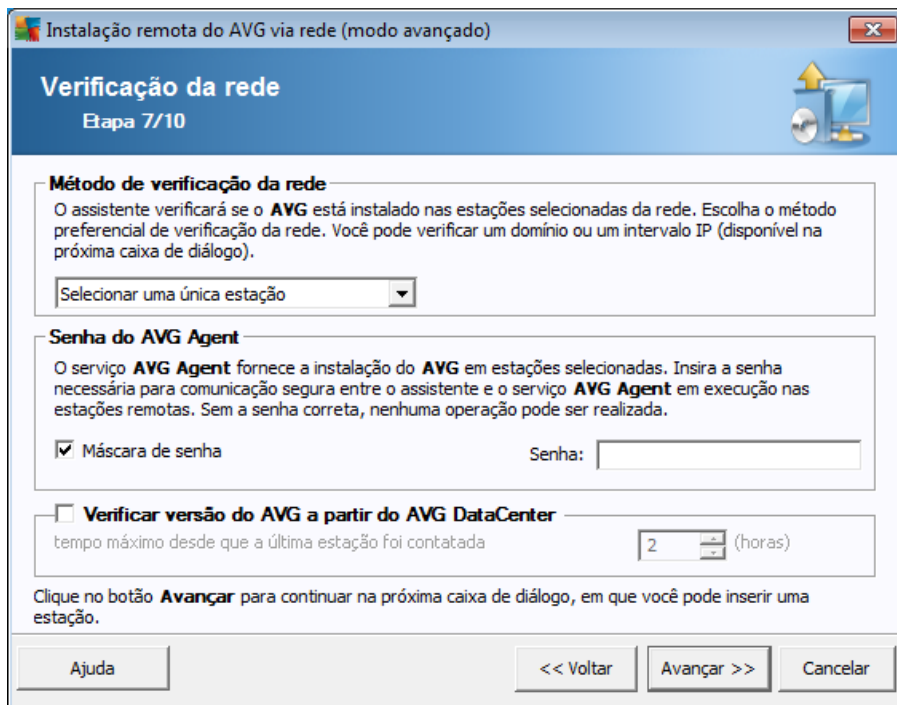 Instalação remota do AVG via rede (modo avançado)
Verificação da rede
Etapa 7/10
Método de verificação da rede
O assistente verificará se o AVG está instalado nas estações selecionadas da rede. Escolha o método
preferencial de verificação da rede. Você pode verificar um domínio ou um intervalo IP (disponível na
próxima caixa de diálogo).
Selecionar uma única estação
Senha do AVG Agent
O serviço AVG Agent fornece a instalação do AVG em estações selecionadas. Insira a senha
necessária para comunicação segura entre o assistente e o serviço AVG Agent em execução nas
estações remotas. Sem a senha correta, nenhuma operação pode ser realizada.
Máscara de senha
Senha:
Verificar versão do AVG a partir do AVG DataCenter
tempo máximo desde que a última estação foi contatada
2
(horas)
Clique no botão Avançar para continuar na próxima caixa de diálogo, em que você pode inserir uma
estação.
Ajuda
<< Voltar
Avançar >>
Cancelar